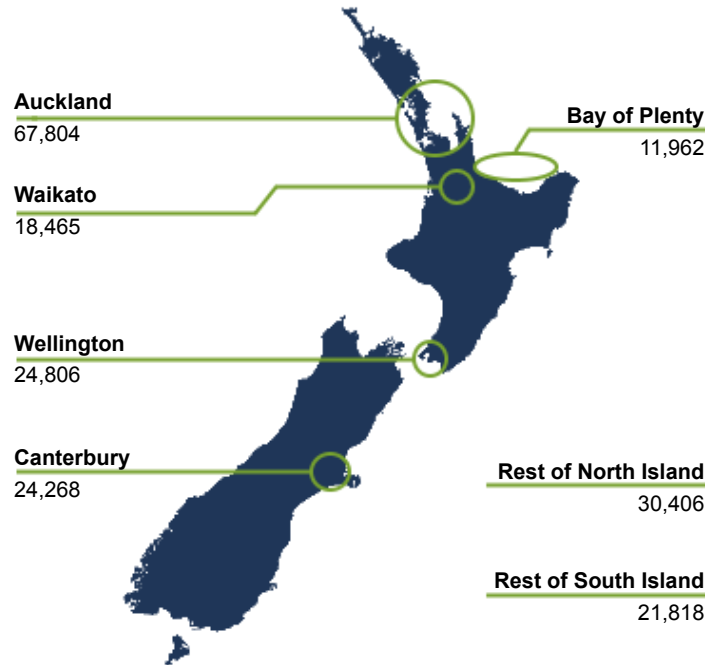 Auckland
67,804
Bay of Plenty
11,962
Waikato
18,465
Wellington
24,806
Canterbury
24,268
Rest of North Island
30,406
Rest of South Island
21,818